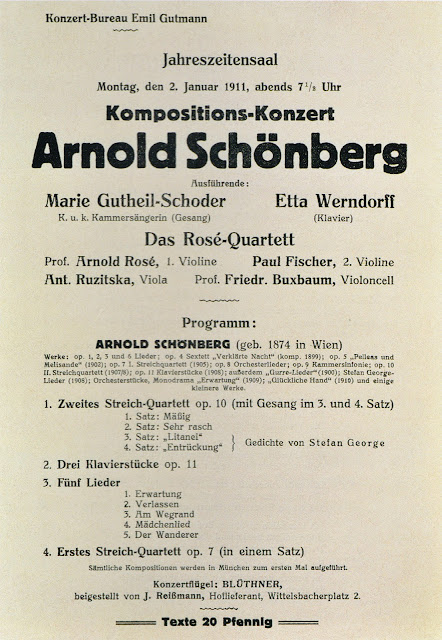 Konzert-Bureau Emil Gutmann
Jahreszeitensaal
Montag, den 2. Januar 1911, abends 7 1/2 Uhr
Kompositions-Konzert
Arnold Schönberg
Ausführende:
Marie Gutheil-Schoder Etta Werndorff
K. u. k. Kammersängerin (Gesang) (Klavier)
Das Rosé-Quartett
Prof. Arnold Rosé, 1. Violine Paul Fischer, 2. Violine
Ant. Ruzitska, Viola Prof. Friedr. Buxbaum, Violoncell
Programm:
ARNOLD SCHÖNBERG (geb. 1874 in Wien)
Werke: op. 1, 2, 3 und 6 Lieder; op. 4 Sextett „Verklärte Nacht“ (komp. 1899); op. 5 „Pelleas und
Melisande“ (1902); op. 7 I. Streichquartett (1905); op. 8 Orchesterlieder; op. 9 Kammersinfonie; op. 10
II. Streichquartett (1907/8); op. 11 Klavierstücke (1908); außerdem „Gurre-Lieder“ (1900); Stefan George-
Lieder (1908); Orchesterstücke, Monodrama „Erwartung“ (1909); „Glückliche Hand“ (1910) und einige
kleinere Werke.
1. Zweites Streich-Quartett op. 10 (mit Gesang im 3. und 4. Satz)
1. Satz: Mäßig
2. Satz: Sehr rasch
3. Satz: „Litanei“
4. Satz: „Entrückung“ } Gedichte von Stefan George
2. Drei Klavierstücke op. 11
3. Fünf Lieder
1. Erwartung
2. Verlassen
3. Am Wegrand
4. Mädchenlied
5. Der Wanderer
4. Erstes Streich-Quartett op. 7 (in einem Satz)
Sämtliche Kompositionen werden in München zum ersten Mal aufgeführt.
Konzertflügel: BLÜTHNER,
beigestellt von J. Reißmann, Hoflieferant, Wittelsbacherplatz 2.
Texte 20 Pfennig